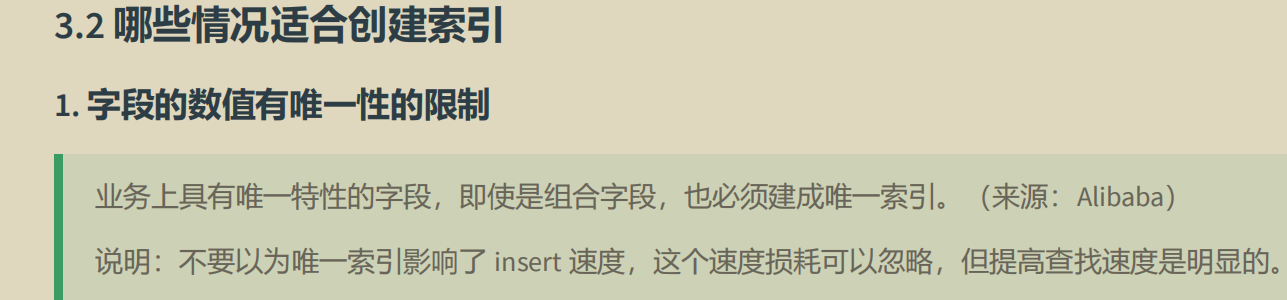 3.2 哪些情况适合创建索引
1. 字段的数值有唯一性的限制
业务上具有唯一特性的字段，即使是组合字段，也必须建成唯一索引。（来源：Alibaba）
说明：不要以为唯一索引影响了 insert 速度，这个速度损耗可以忽略，但提高查找速度是明显的。